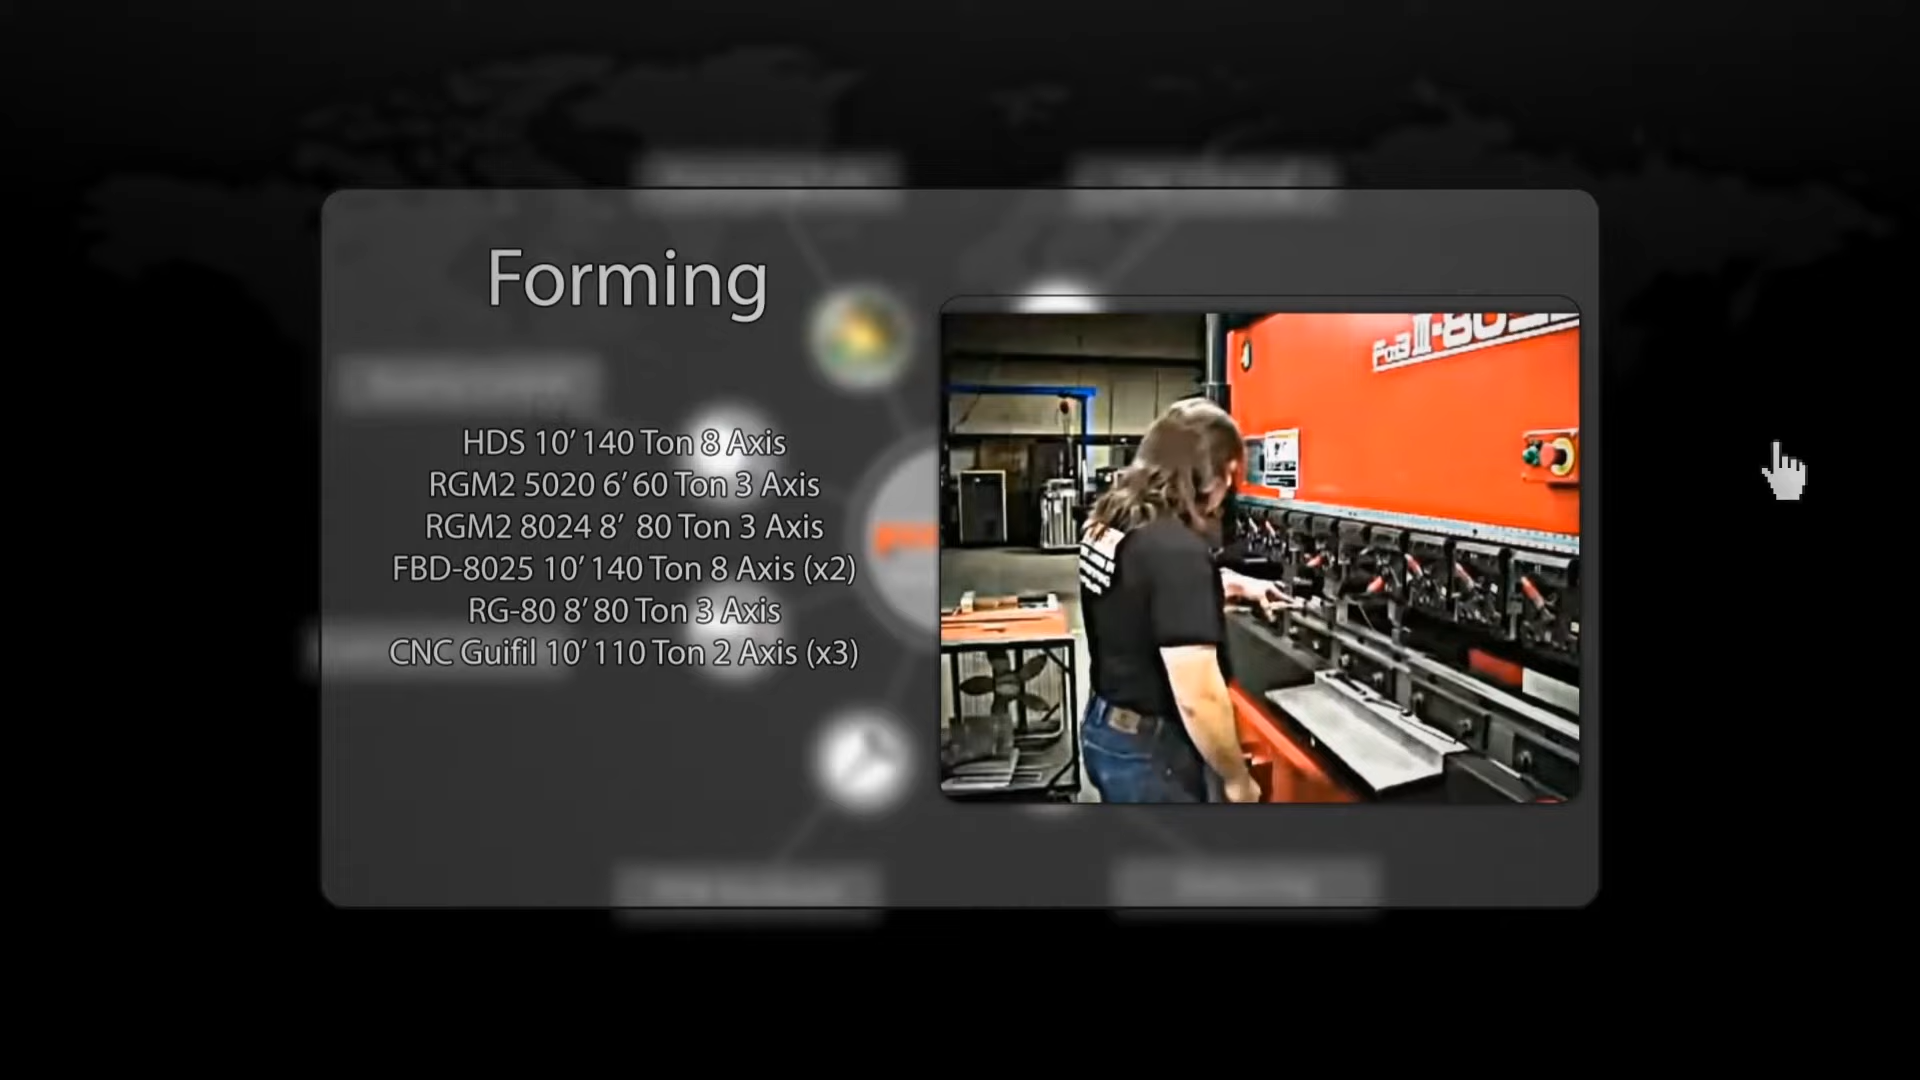 Forming
HDS 10’ 140 Ton 8 Axis
RGM2 5020 6’ 60 Ton 3 Axis
RGM2 8024 8’ 80 Ton 3 Axis
FBD-8025 10’ 140 Ton 8 Axis (x2)
RG-80 8’ 80 Ton 3 Axis
CNC Guifil 10’ 110 Ton 2 Axis (x3)